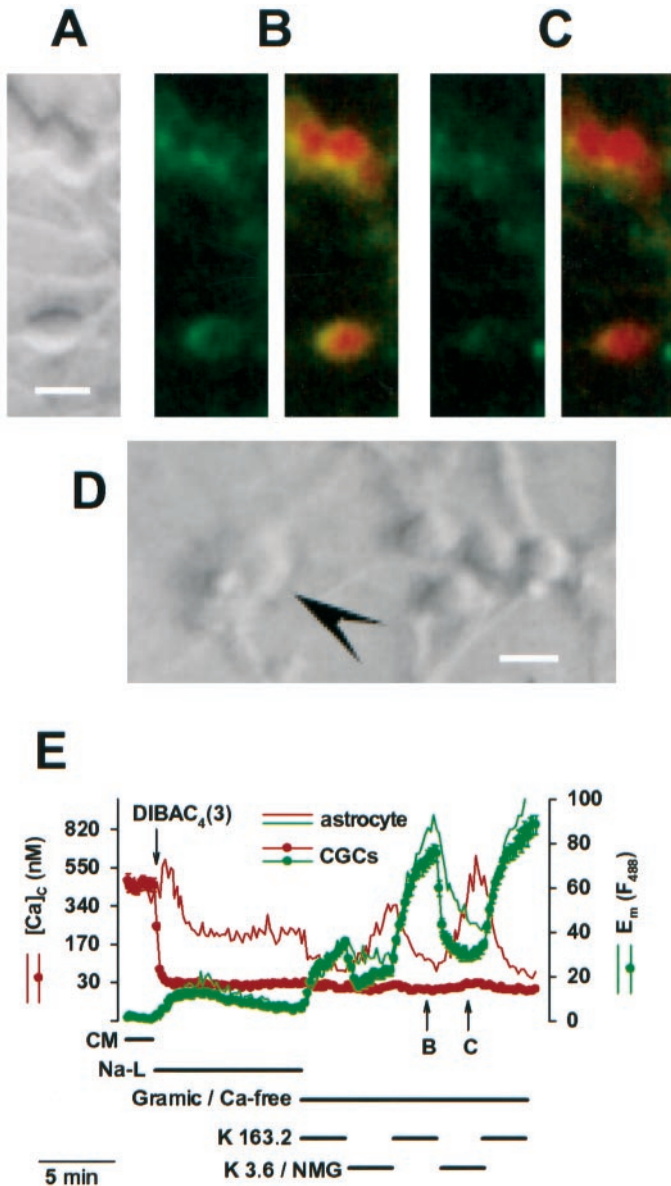 A
B
C
D
E
DIBAC₄(3)
astrocyte
CGCs
[Ca]c (nM)
820
550
340
170
30
Em (F₄₈₈)
100
80
60
40
20
0
B
C
CM
Na-L
Gramic / Ca-free
K 163.2
K 3.6 / NMG
5 min